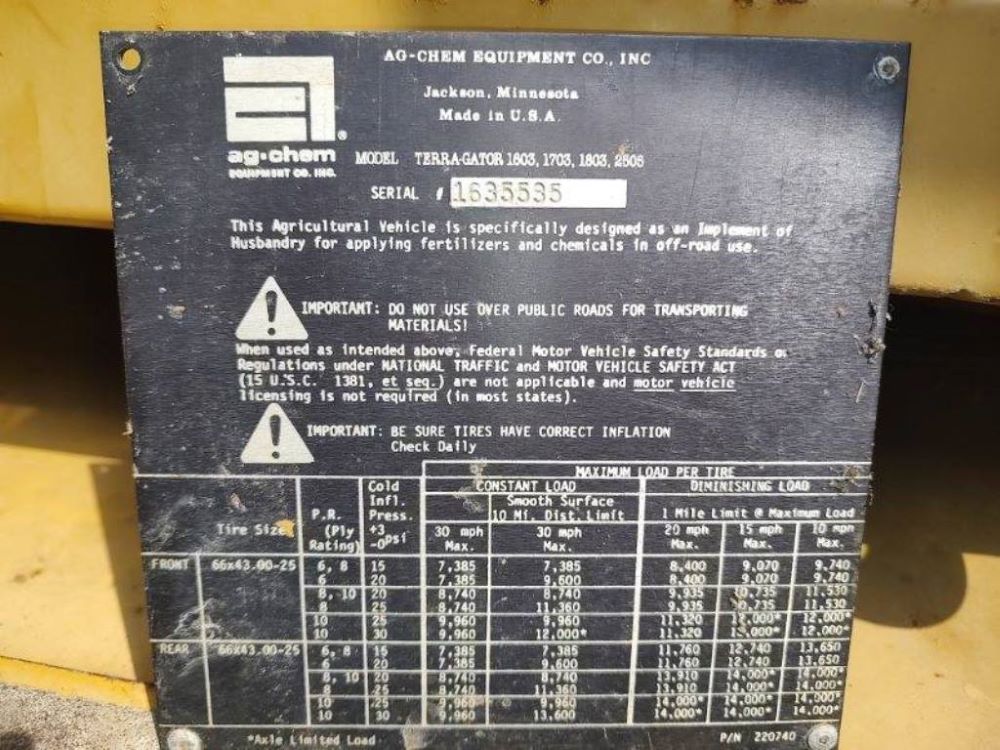 AG-CHEM EQUIPMENT CO., INC
Jackson, Minnesota
Made in U.S.A.
ag·chem®
EQUIPMENT CO. INC.
MODEL TERRA-GATOR 1603, 1703, 1803, 2505
SERIAL # 1635535
This Agricultural Vehicle is specifically designed as an Implement of
Husbandry for applying fertilizers and chemicals in off-road use.
IMPORTANT: DO NOT USE OVER PUBLIC ROADS FOR TRANSPORTING
MATERIALS!
When used as intended above, Federal Motor Vehicle Safety Standards or
Regulations under NATIONAL TRAFFIC and MOTOR VEHICLE SAFETY ACT
(15 U.S.C. 1381, et seq.) are not applicable and motor vehicle
licensing is not required (in most states).
IMPORTANT: BE SURE TIRES HAVE CORRECT INFLATION
Check Daily
MAXIMUM LOAD PER TIRE
CONSTANT LOAD DIMINISHING LOAD
Smooth Surface
10 Mi. Dist. Limit 1 Mile Limit @ Maximum Load
Tire Size P.R. (Ply Rating) Cold Infl. Press. +3 -0 psi 30 mph Max. 30 mph Max. 20 mph Max. 15 mph Max. 10 mph Max.
FRONT 66x43.00-25 6, 8 15 7,385 7,385 8,400 9,070 9,740
6 20 7,385 9,600 8,400 9,070 9,740
8, 10 20 8,740 8,740 9,935 10,735 11,530
8 25 8,740 11,360 9,935 10,735 11,530
10 25 9,960 9,960 11,320 12,000* 12,000*
10 30 9,960 12,000* 11,320 12,000* 12,000*
REAR 66x43.00-25 6, 8 15 7,385 7,385 11,760 12,740 13,650
6 20 7,385 9,600 11,760 12,740 13,650
8, 10 20 8,740 8,740 13,910 14,000* 14,000*
8 25 8,740 11,360 13,910 14,000* 14,000*
10 25 9,960 9,960 14,000* 14,000* 14,000*
10 30 9,960 13,600 14,000* 14,000* 14,000*
*Axle Limited Load P/N 220740